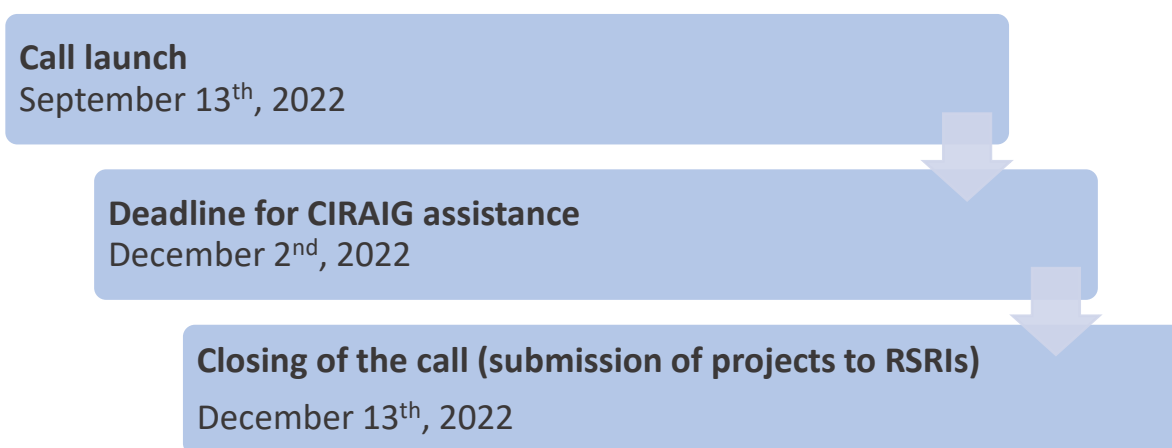 Call launch
September 13th, 2022
Deadline for CIRAIG assistance
December 2nd, 2022
Closing of the call (submission of projects to RSRIs)
December 13th, 2022